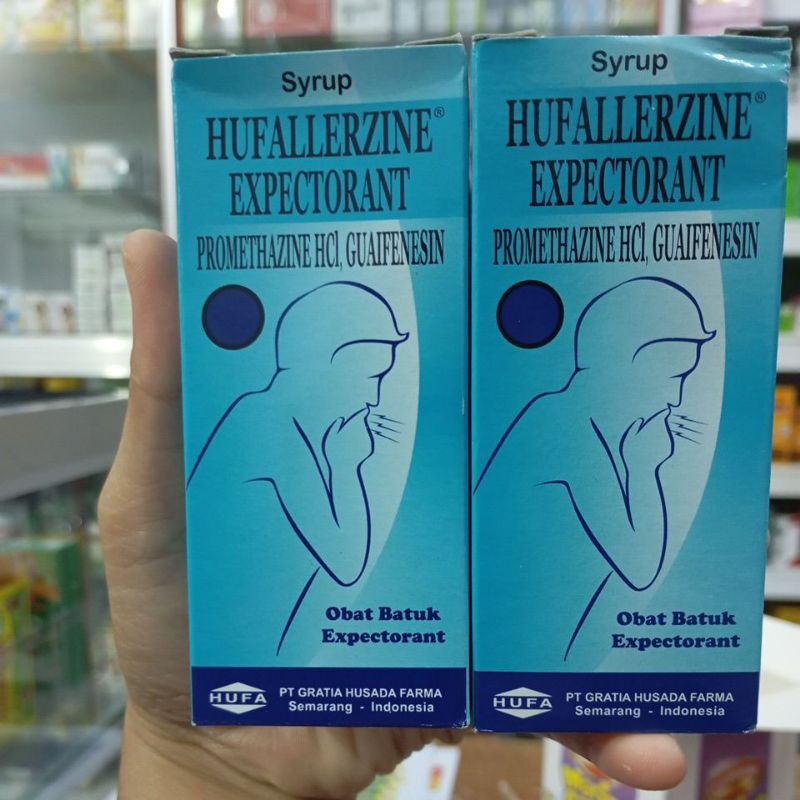 Syrup
HUFALLERZINE®
EXPECTORANT
PROMETHAZINE HCl, GUAIFENESIN
Obat Batuk
Expectorant
HUFA
PT GRATIA HUSADA FARMA
Semarang - Indonesia
Syrup
HUFALLERZINE®
EXPECTORANT
PROMETHAZINE HCl, GUAIFENESIN
Obat Batuk
Expectorant
HUFA
PT GRATIA HUSADA FARMA
Semarang - Indonesia